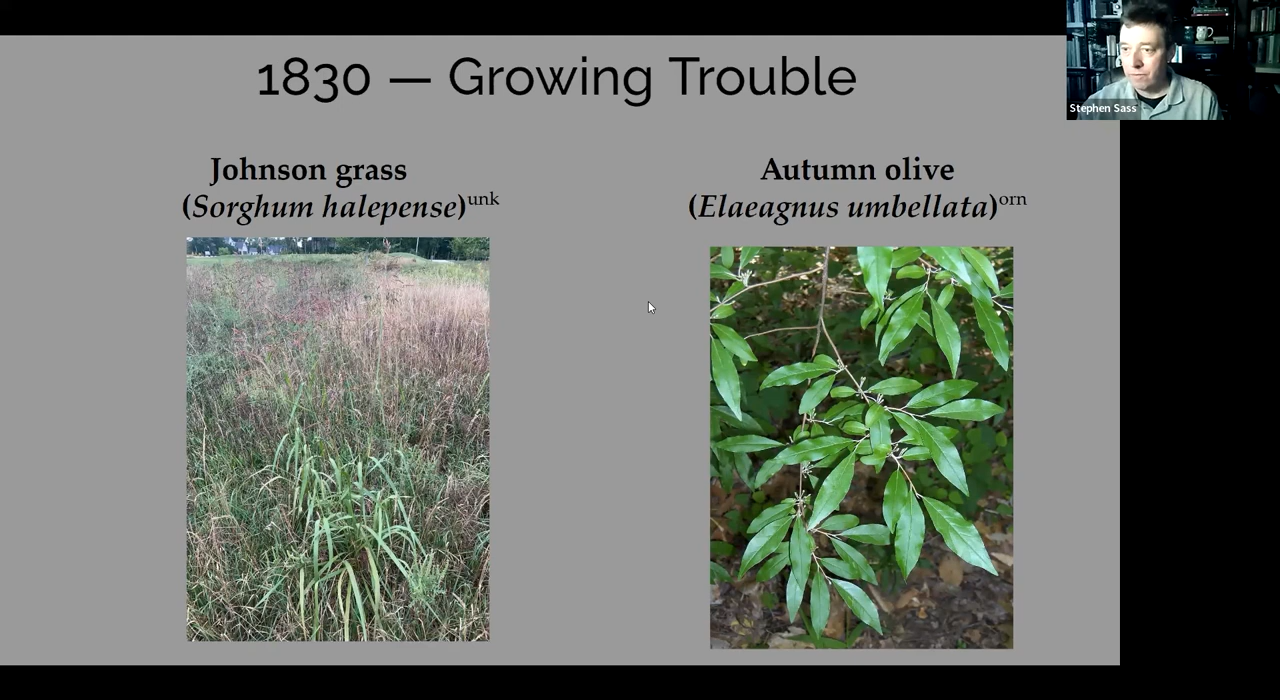 1830 — Growing Trouble
Stephen Sass
Johnson grass
(Sorghum halepense)unk
Autumn olive
(Elaeagnus umbellata)orn